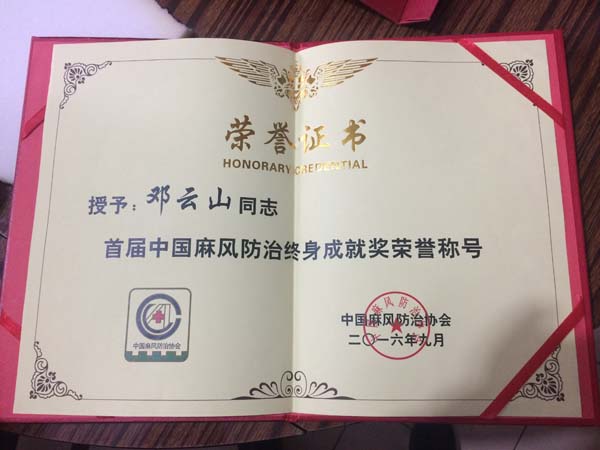 荣誉证书
HONORARY CREDENTIAL
授予：邓云山同志
首届中国麻风防治终身成就奖荣誉称号
中国麻风防治协会
中国麻风防治协会
二〇一六年九月